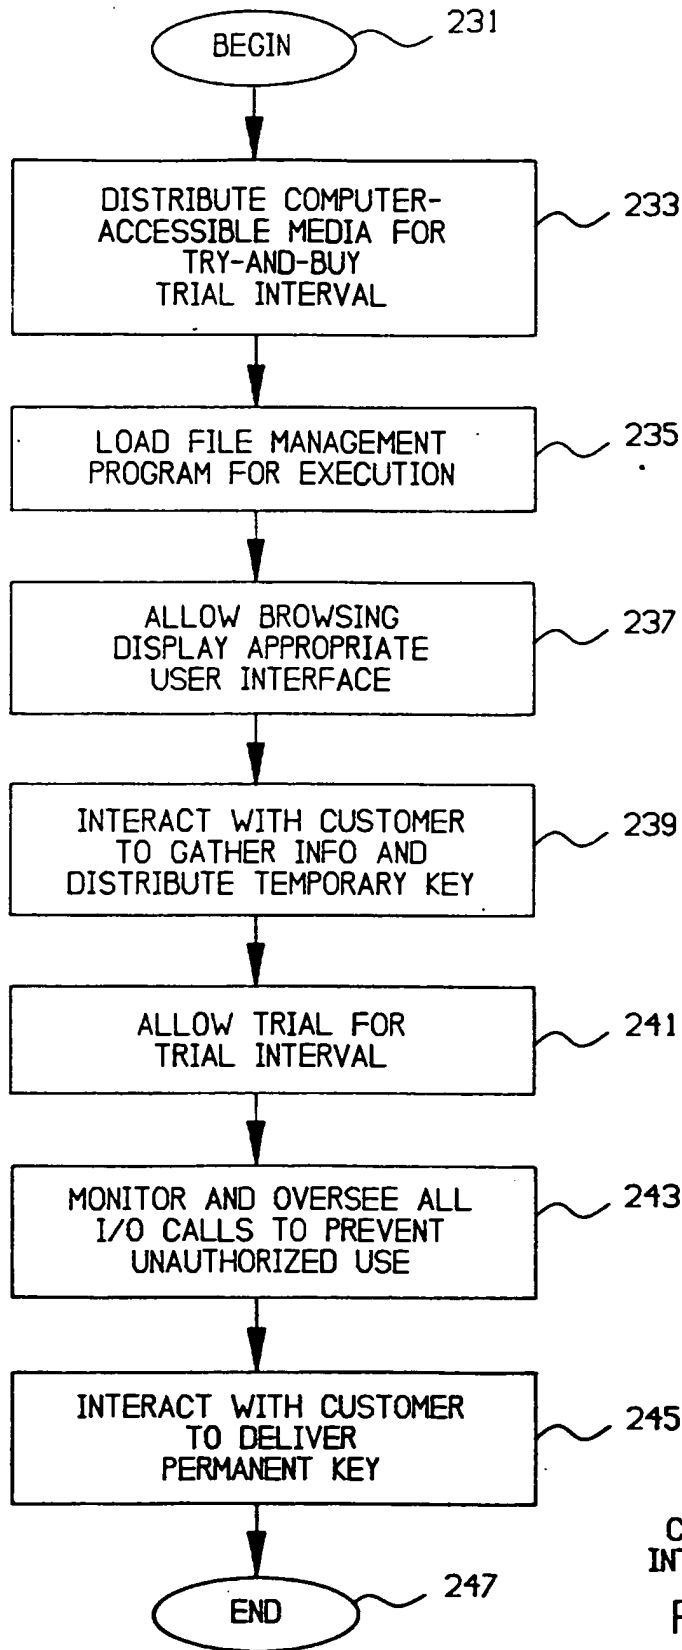 BEGIN
231
DISTRIBUTE COMPUTER-
ACCESSIBLE MEDIA FOR
TRY-AND-BUY
TRIAL INTERVAL
233
LOAD FILE MANAGEMENT
PROGRAM FOR EXECUTION
235
ALLOW BROWSING
DISPLAY APPROPRIATE
USER INTERFACE
237
INTERACT WITH CUSTOMER
TO GATHER INFO AND
DISTRIBUTE TEMPORARY KEY
239
ALLOW TRIAL FOR
TRIAL INTERVAL
241
MONITOR AND OVERSEE ALL
I/O CALLS TO PREVENT
UNAUTHORIZED USE
243
INTERACT WITH CUSTOMER
TO DELIVER
PERMANENT KEY
245
END
247